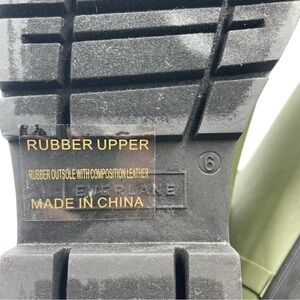 RUBBER UPPER
RUBBER OUTSOLE WITH COMPOSITION LEATHER
EVERLANE
MADE IN CHINA
6